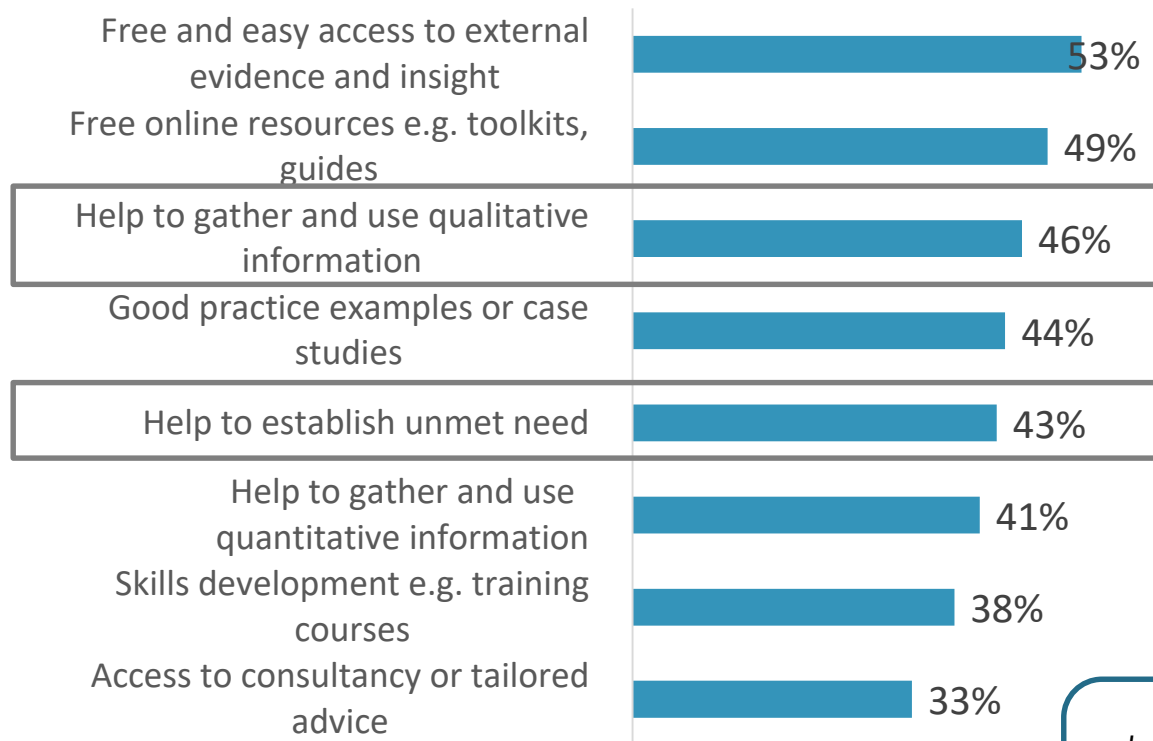 Free and easy access to external
evidence and insight
53%
Free online resources e.g. toolkits,
guides
49%
Help to gather and use qualitative
information
46%
Good practice examples or case
studies
44%
Help to establish unmet need
43%
Help to gather and use
quantitative information
41%
Skills development e.g. training
courses
38%
Access to consultancy or tailored
advice
33%